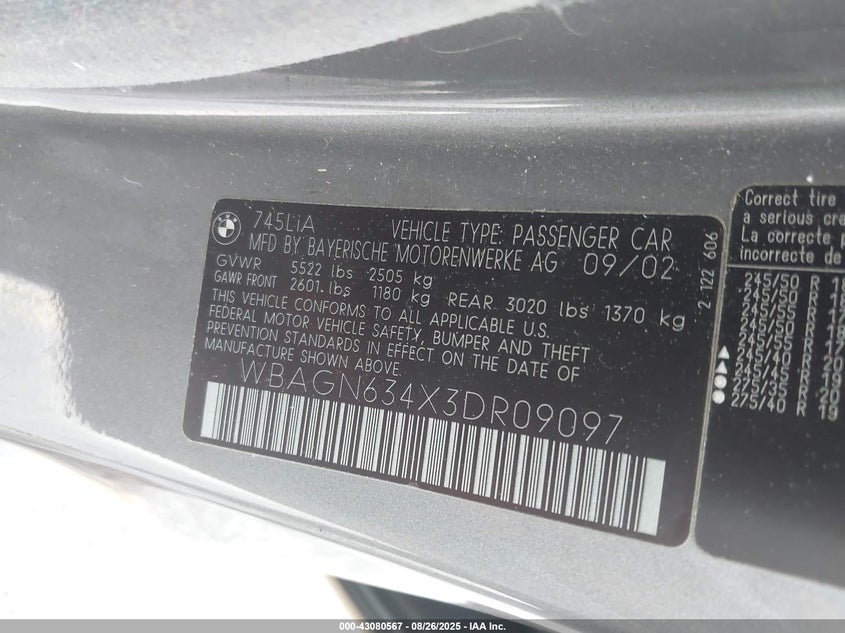 745LiA
VEHICLE TYPE: PASSENGER CAR
MFD BY BAYERISCHE MOTORENWERKE AG 09/02
GVWR 5522 lbs 2505 kg
GAWR FRONT 2601 lbs 1180 kg REAR 3020 lbs 1370 kg
THIS VEHICLE CONFORMS TO ALL APPLICABLE U.S.
FEDERAL MOTOR VEHICLE SAFETY, BUMPER AND THEFT
PREVENTION STANDARDS IN EFFECT ON THE DATE OF
MANUFACTURE SHOWN ABOVE.
WBAGN634X3DR09097
2 122 606
Correct tire
a serious cra
La correcte p
incorrecte de
245/50 R 18
245/50 R
245/55 R
245/50 R
245/45 R
245/40 R
275/40 R 19
000-43080567 - 08/26/2025 - IAA Inc.